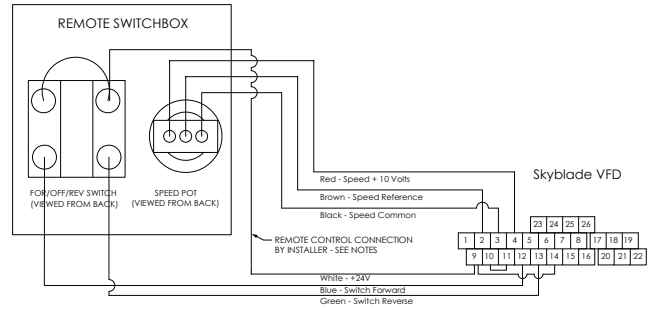 REMOTE SWITCHBOX
FOR/OFF/REV SWITCH
(VIEWED FROM BACK)
SPEED POT
(VIEWED FROM BACK)
Red - Speed + 10 Volts
Brown - Speed Reference
Black - Speed Common
REMOTE CONTROL CONNECTION
BY INSTALLER - SEE NOTES
White - +24V
Blue - Switch Forward
Green - Switch Reverse
Skyblade VFD
23 24 25 26
1 2 3 4 5 6 7 8 17 18 19
9 10 11 12 13 14 15 16 20 21 22